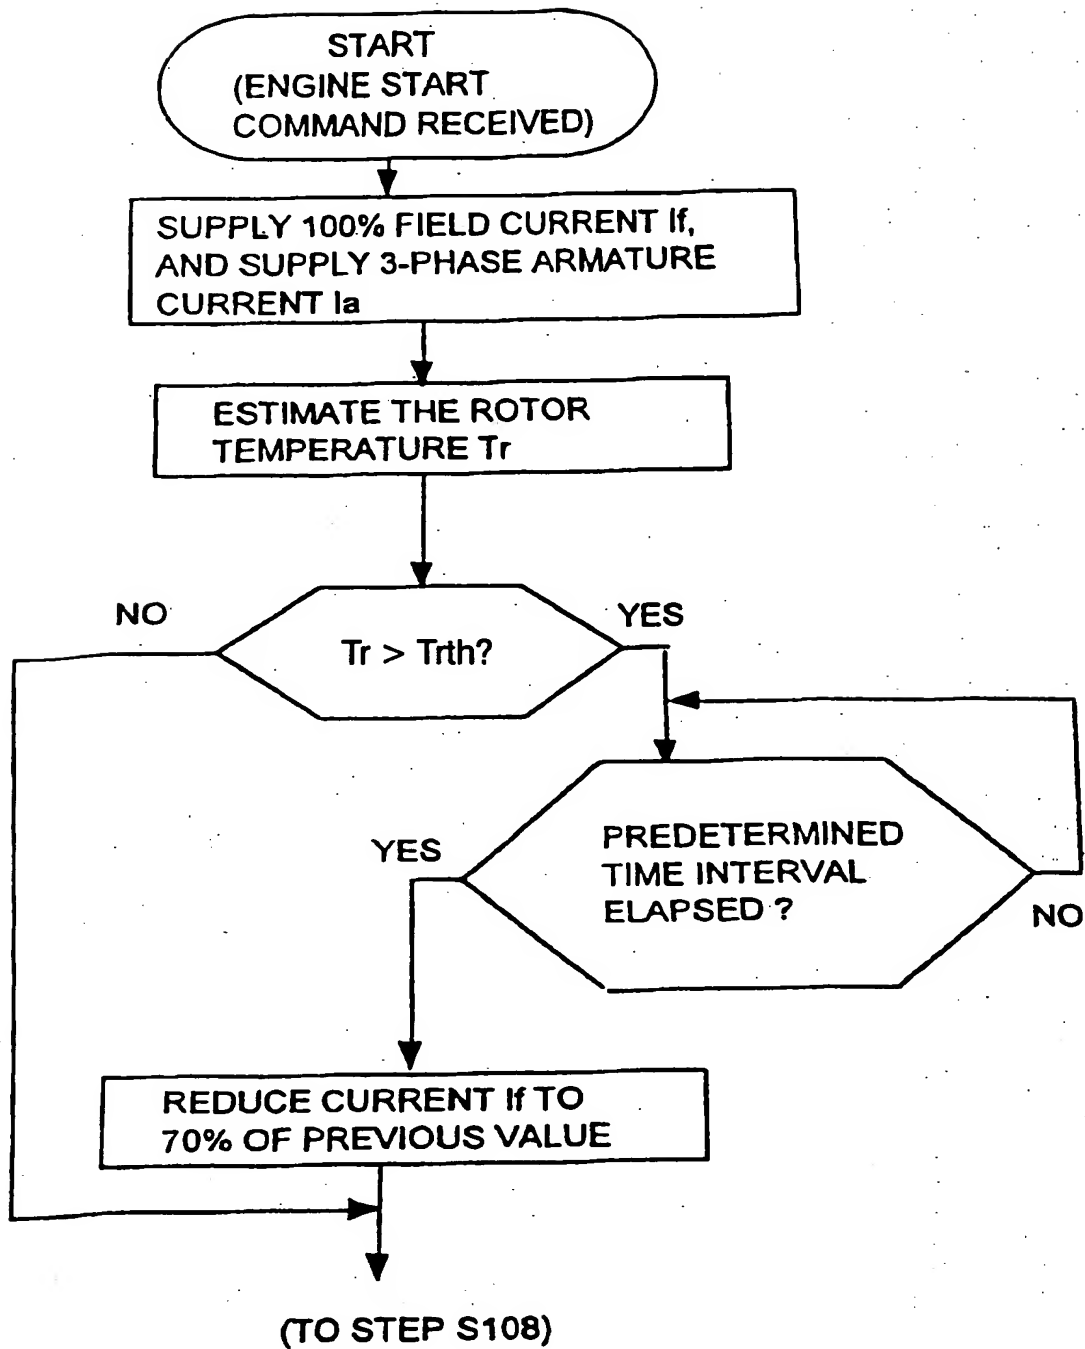 START
(ENGINE START
COMMAND RECEIVED)
SUPPLY 100% FIELD CURRENT If,
AND SUPPLY 3-PHASE ARMATURE
CURRENT Ia
ESTIMATE THE ROTOR
TEMPERATURE Tr
NO
Tr > Trth?
YES
YES
PREDETERMINED
TIME INTERVAL
ELAPSED ?
NO
REDUCE CURRENT If TO
70% OF PREVIOUS VALUE
(TO STEP S108)